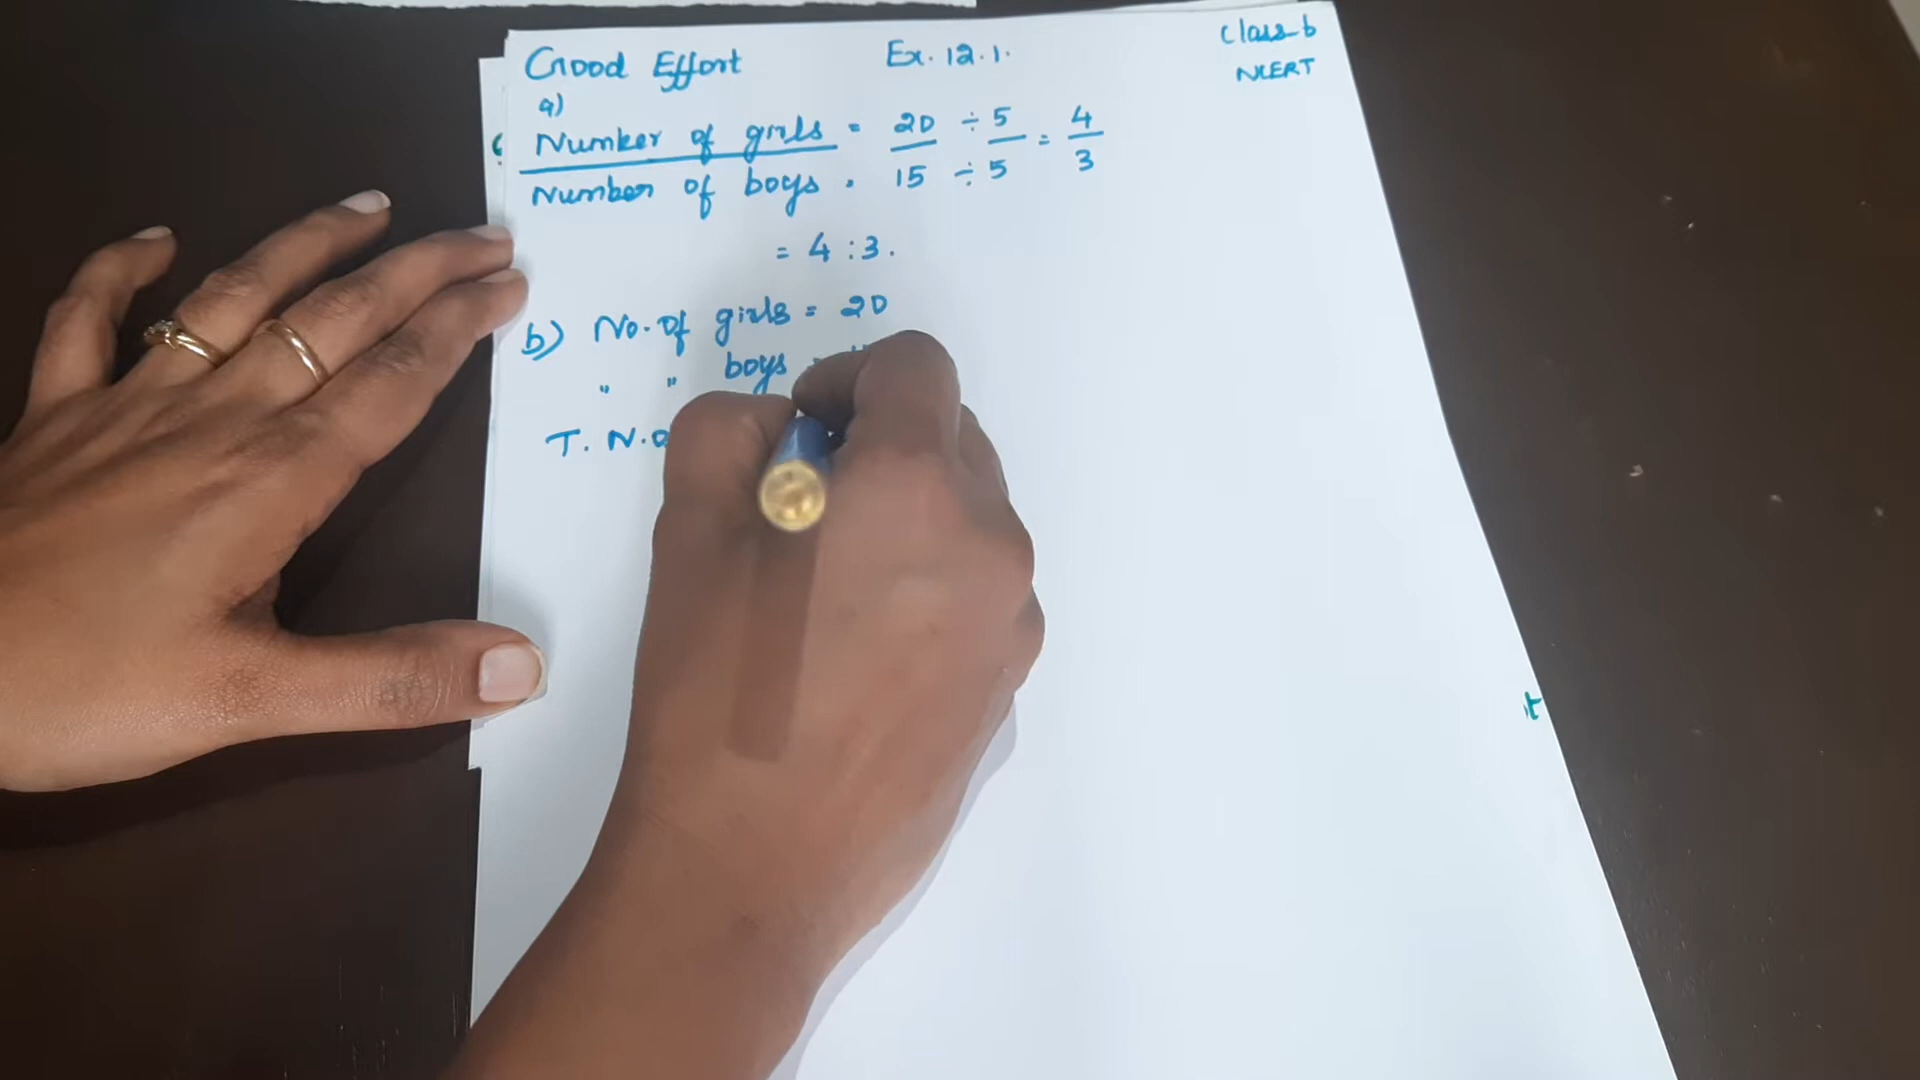 Good Effort Ex. 12.1. Class 6
NCERT
a)
Number of girls = 20 ÷ 5 = 4
Number of boys . 15 ÷ 5 3
= 4 : 3.
b) No. of girls = 20
" " boys =
T. N. o
it